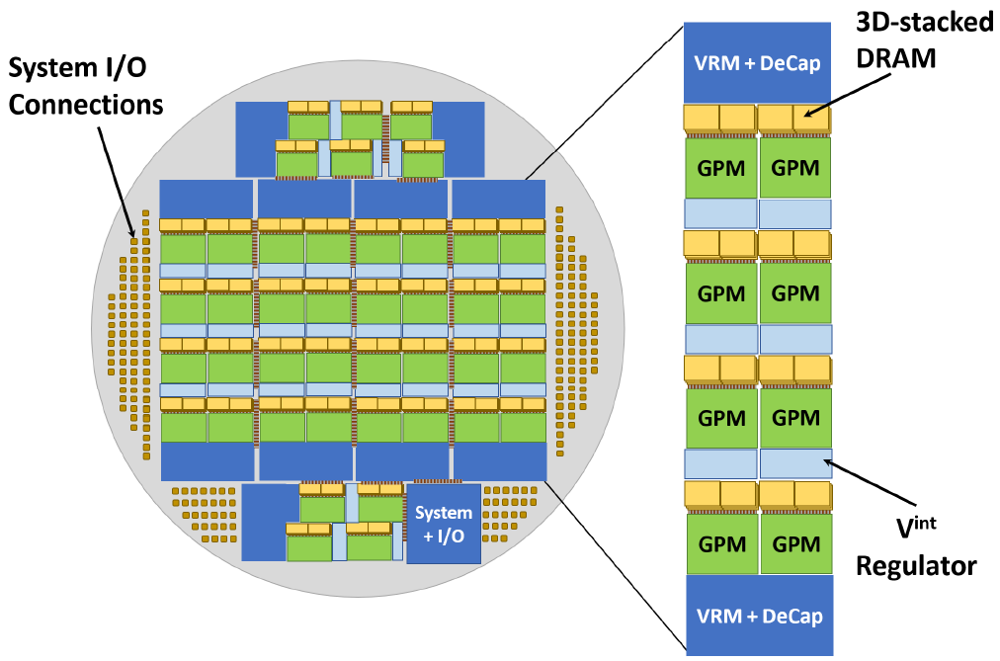 System I/O
Connections
3D-stacked
DRAM
VRM + DeCap
GPM GPM
GPM GPM
GPM GPM
GPM GPM
VRM + DeCap
V^int
Regulator
System
+ I/O